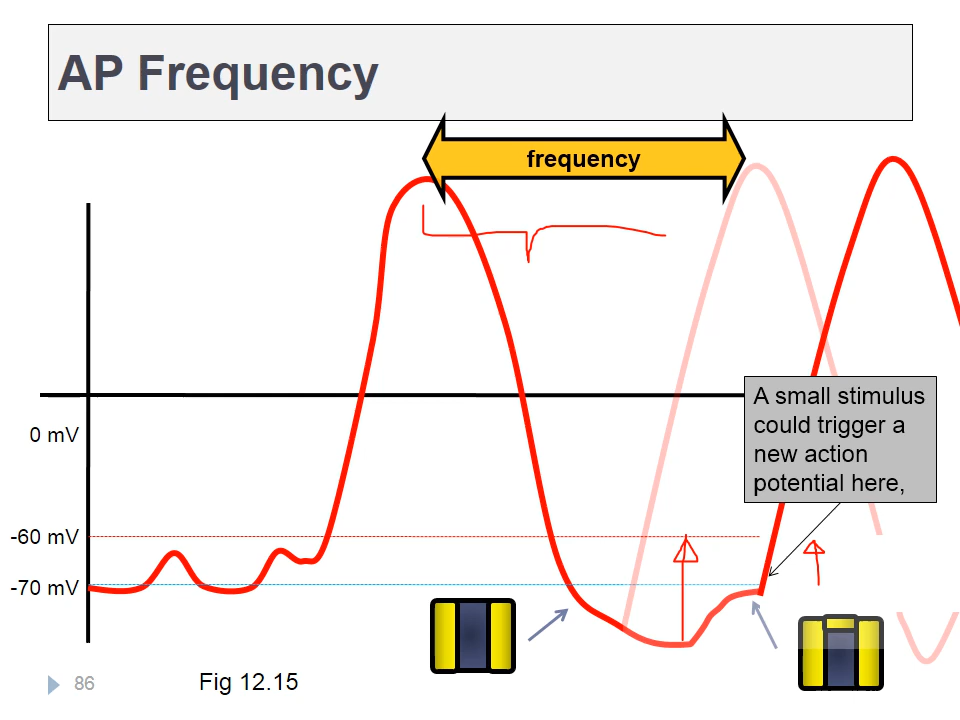 AP Frequency
frequency
A small stimulus
could trigger a
new action
potential here,
0 mV
-60 mV
-70 mV
86
Fig 12.15